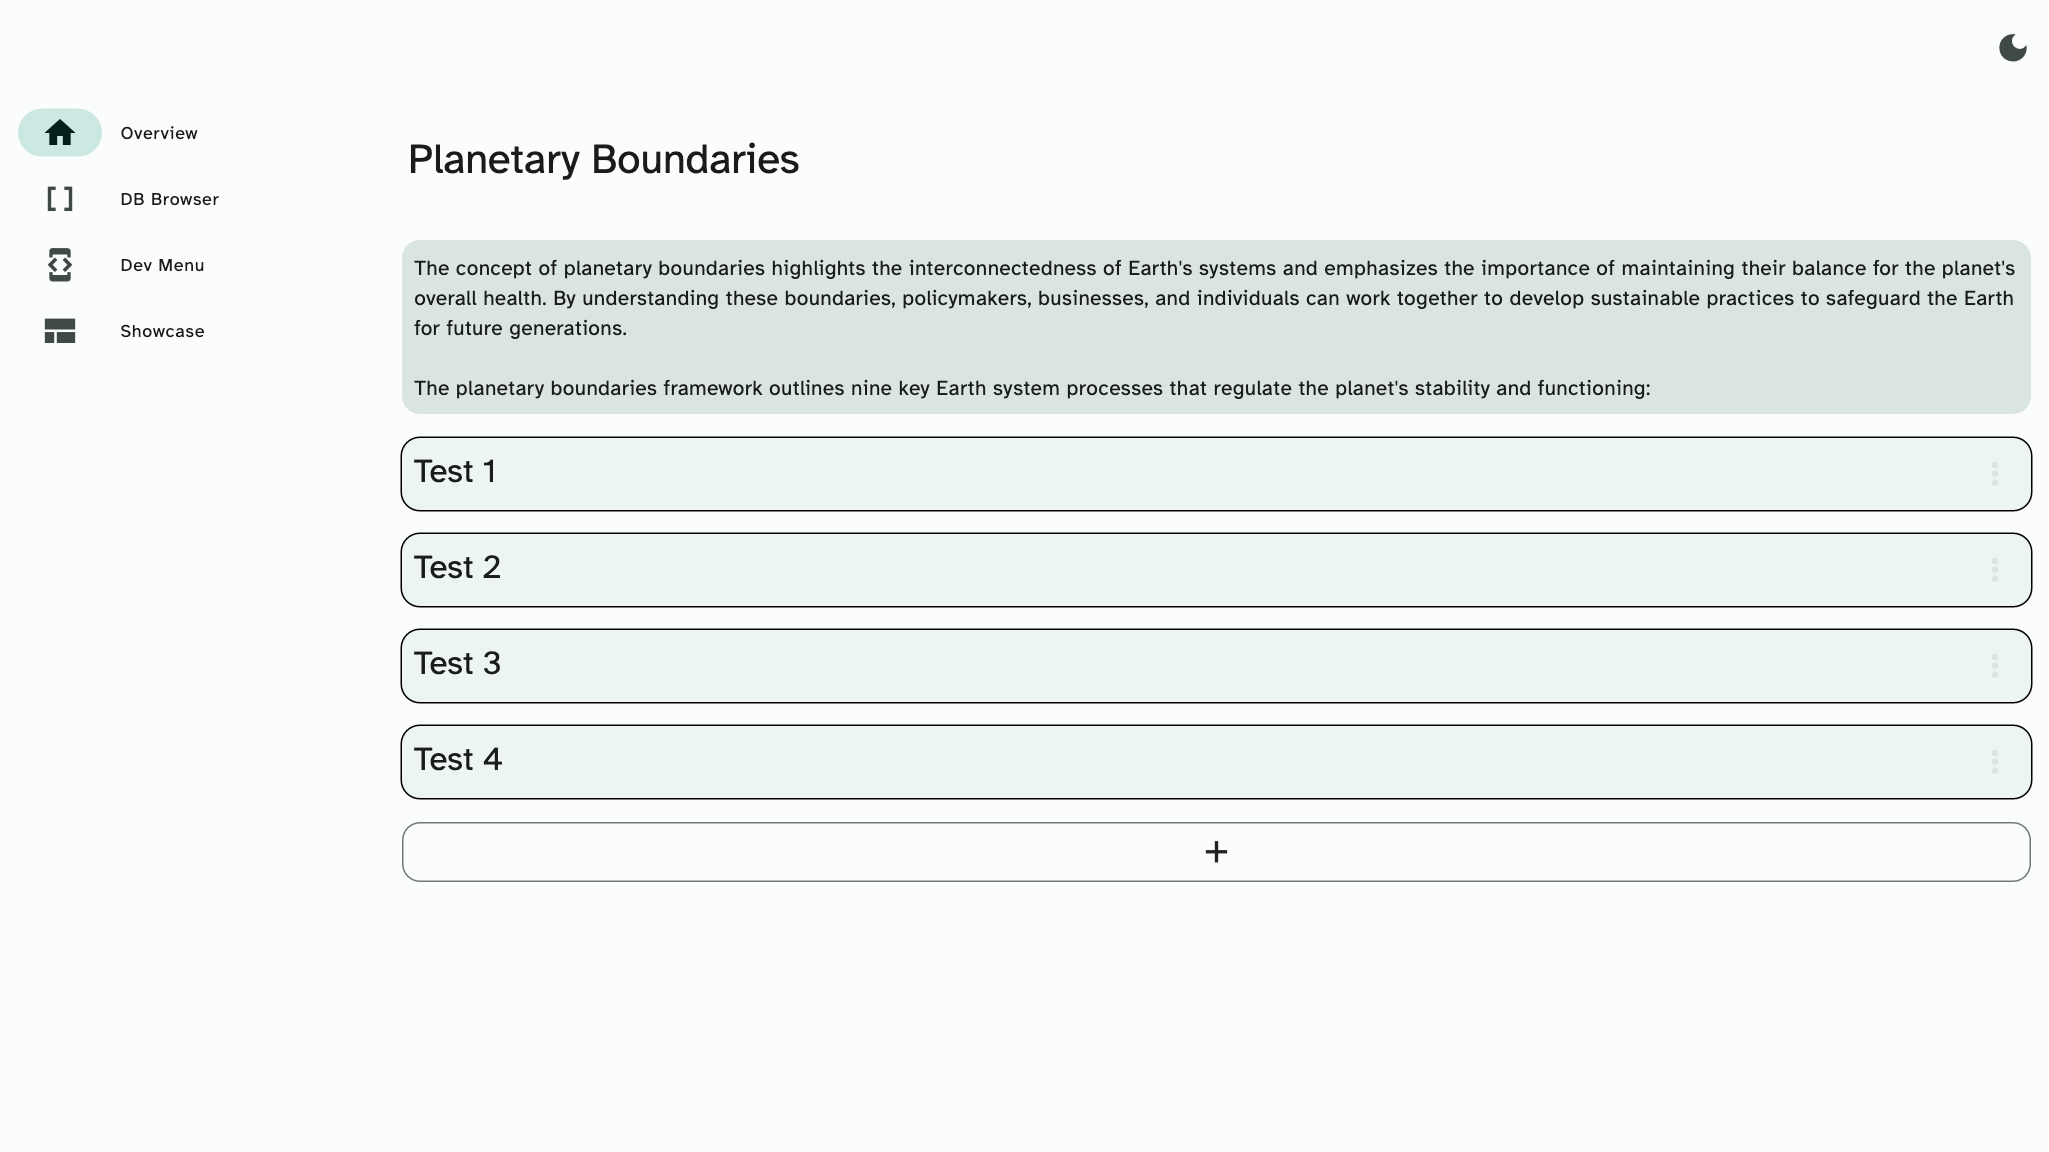 Overview
DB Browser
Dev Menu
Showcase
Planetary Boundaries
The concept of planetary boundaries highlights the interconnectedness of Earth's systems and emphasizes the importance of maintaining their balance for the planet's
overall health. By understanding these boundaries, policymakers, businesses, and individuals can work together to develop sustainable practices to safeguard the Earth
for future generations.
The planetary boundaries framework outlines nine key Earth system processes that regulate the planet's stability and functioning:
Test 1
Test 2
Test 3
Test 4